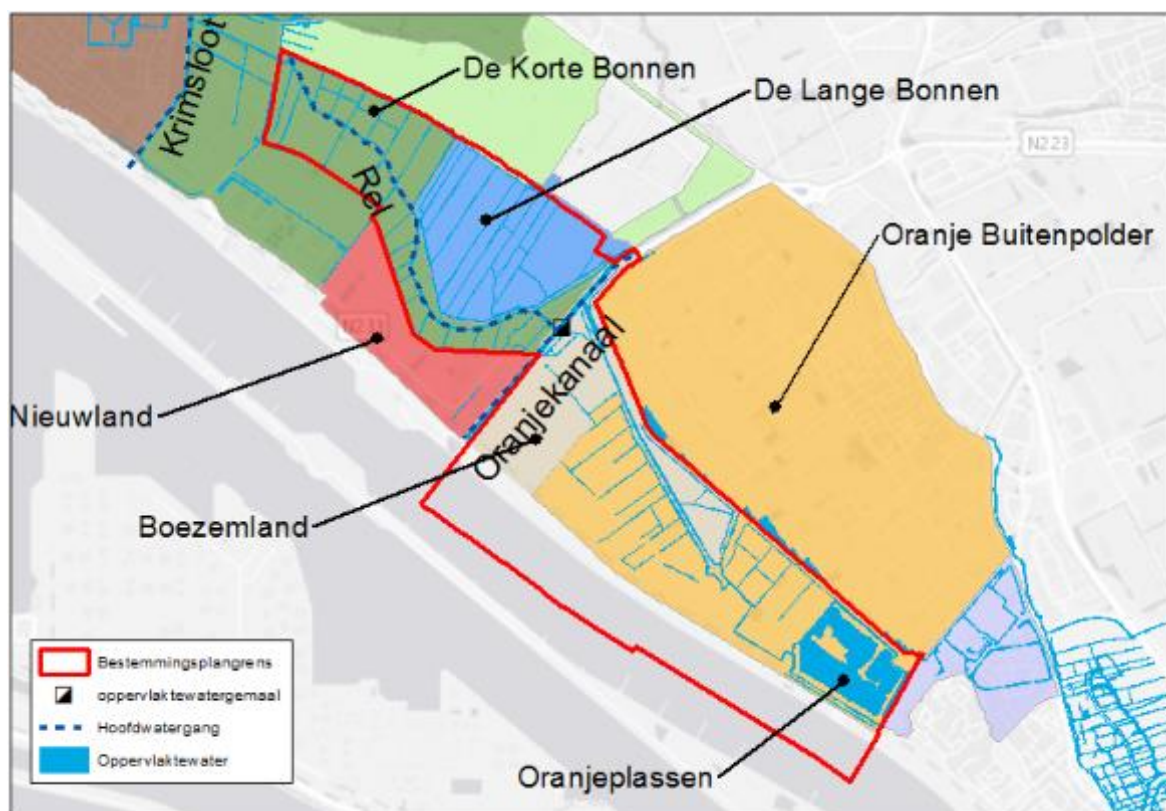 Krimsloot
De Korte Bonnen
De Lange Bonnen
N223
Rel
Oranje Buitenpolder
Oranjekanaal
Nieuwland
Boezemland
Oranjeplassen
Bestemmingsplangrens
oppervlaktewatergemaal
Hoofdwatergang
Oppervlaktewater